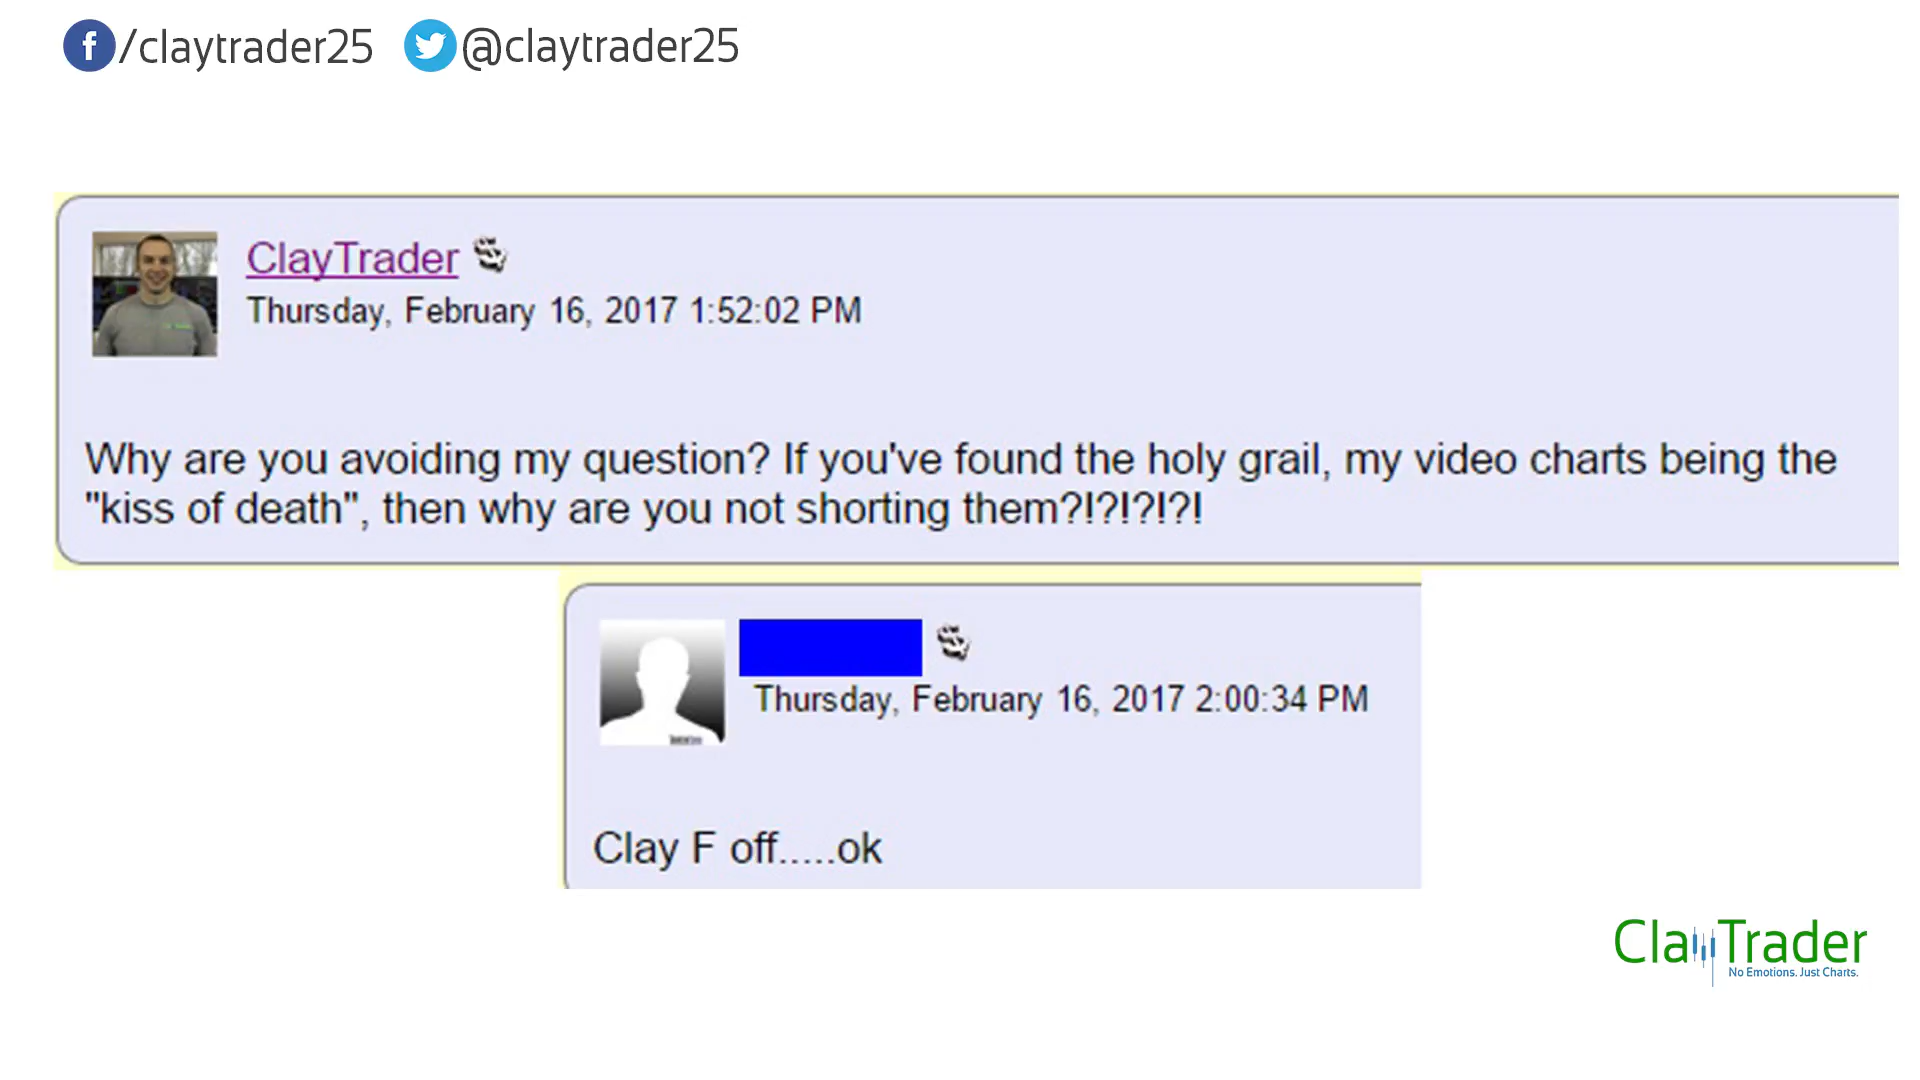 /claytrader25 @claytrader25
ClayTrader
Thursday, February 16, 2017 1:52:02 PM
Why are you avoiding my question? If you've found the holy grail, my video charts being the
"kiss of death", then why are you not shorting them?!?!?!?!
Thursday, February 16, 2017 2:00:34 PM
Clay F off.....ok
ClayTrader
No Emotions. Just Charts.